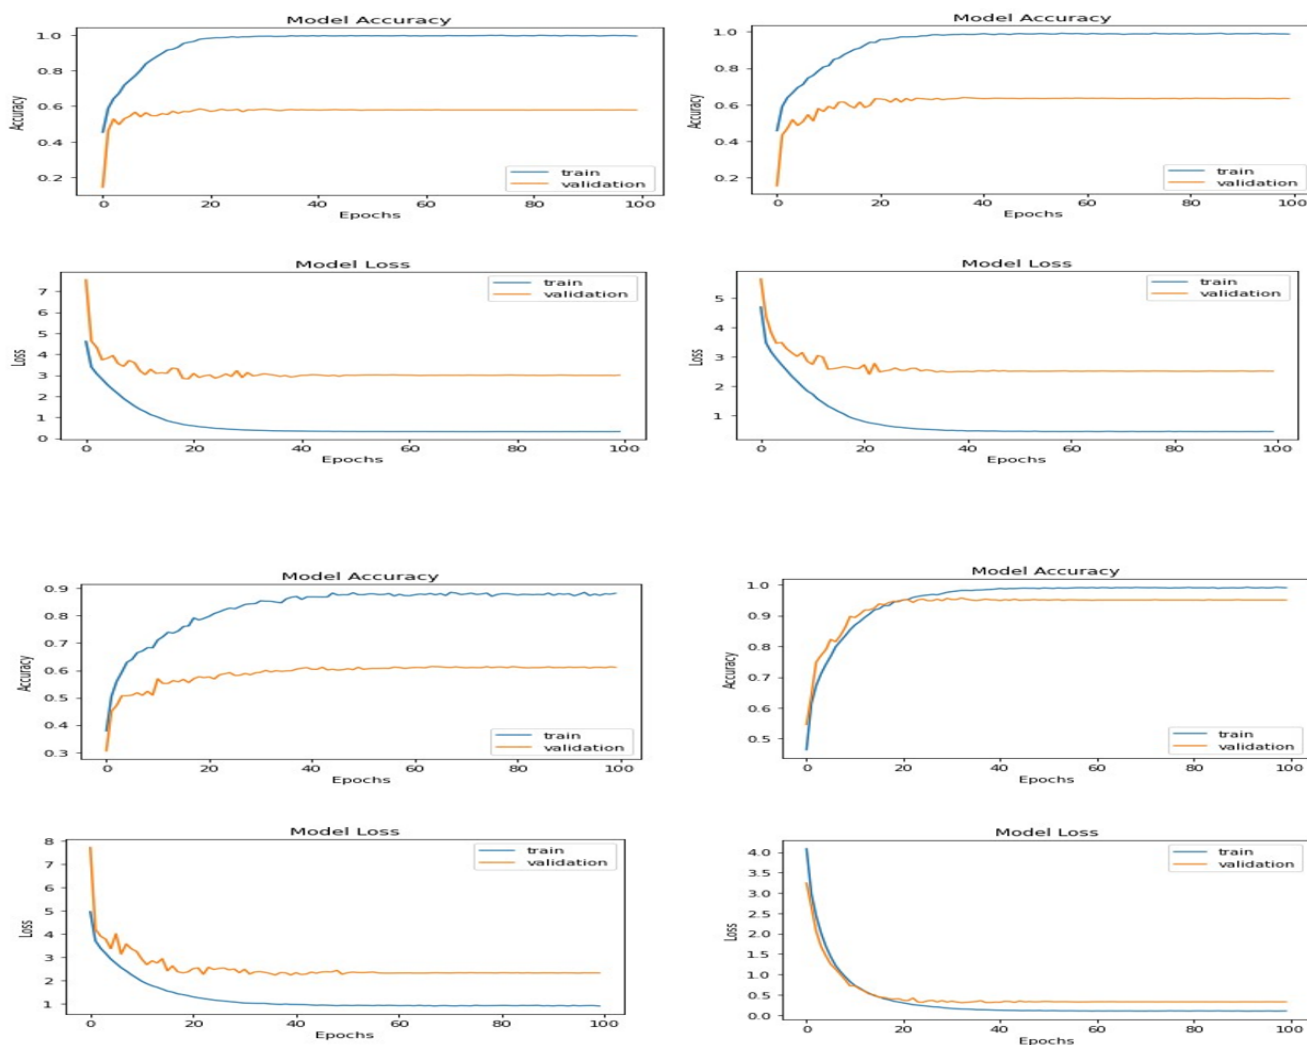 Model Accuracy
1.0
0.8
0.6
0.4
0.2
Accuracy
train
validation
0 20 40 60 80 100
Epochs
Model Accuracy
1.0
0.8
0.6
0.4
0.2
Accuracy
train
validation
0 20 40 60 80 100
Epochs
Model Loss
train
validation
7
6
5
4
3
2
1
0
Loss
0 20 40 60 80 100
Epochs
Model Loss
train
validation
5
4
3
2
1
Loss
0 20 40 60 80 100
Epochs
Model Accuracy
0.9
0.8
0.7
0.6
0.5
0.4
0.3
Accuracy
train
validation
0 20 40 60 80 100
Epochs
Model Accuracy
1.0
0.9
0.8
0.7
0.6
0.5
Accuracy
train
validation
0 20 40 60 80 100
Epochs
Model Loss
train
validation
8
7
6
5
4
3
2
1
Loss
0 20 40 60 80 100
Epochs
Model Loss
train
validation
4.0
3.5
3.0
2.5
2.0
1.5
1.0
0.5
0.0
Loss
0 20 40 60 80 100
Epochs